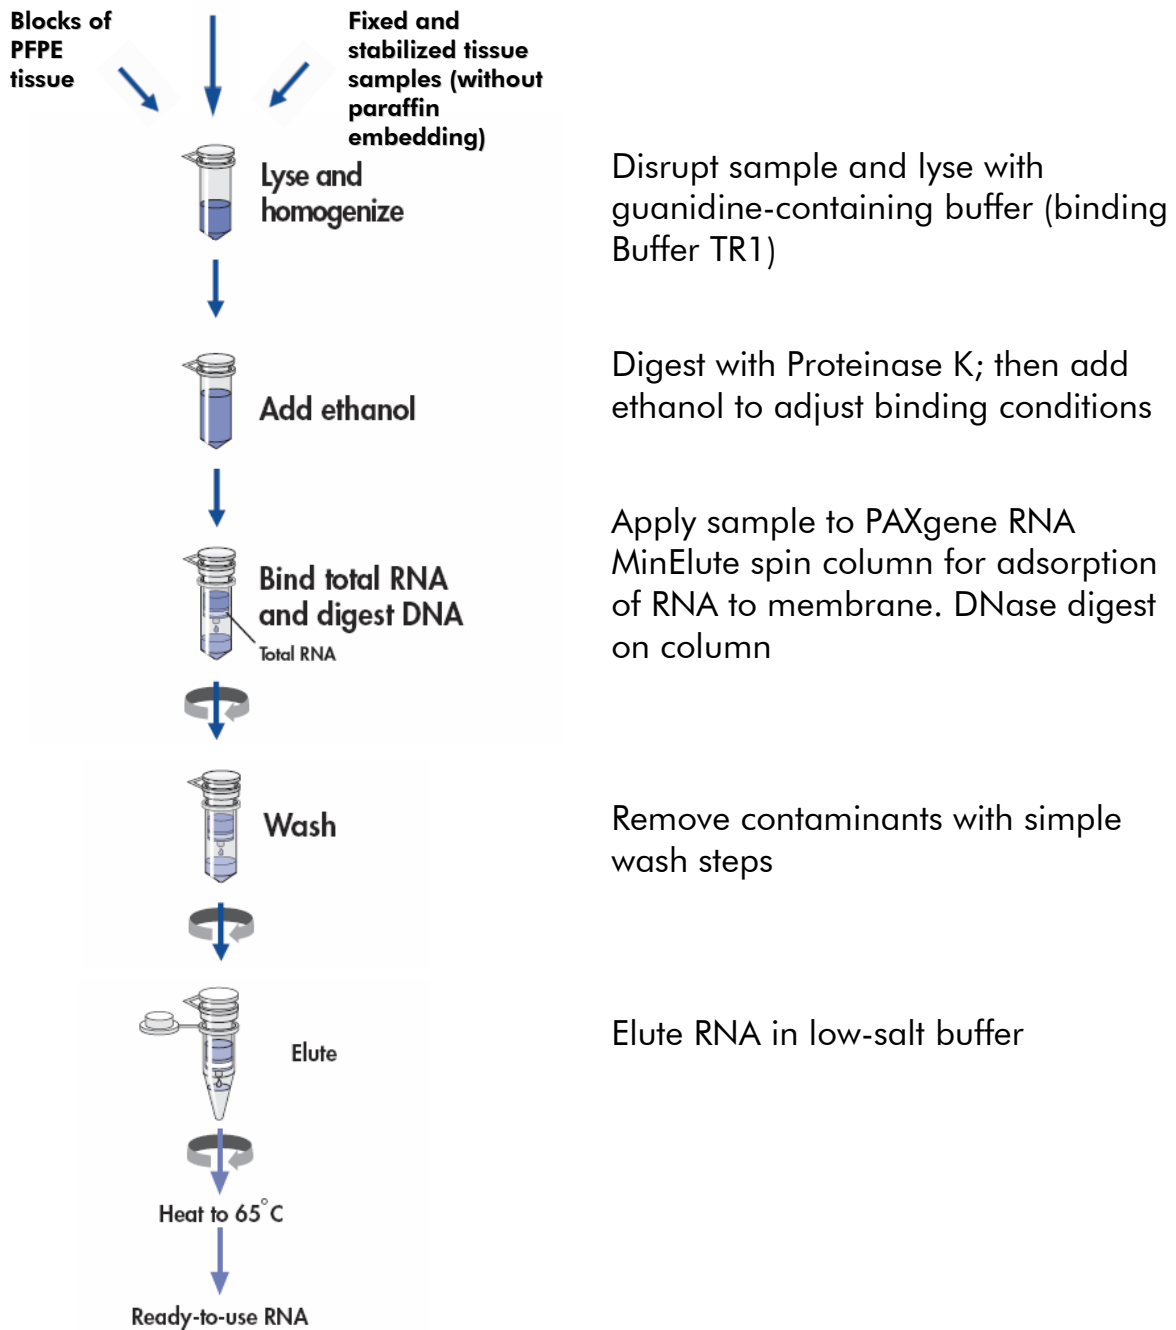 Blocks of
PFPE
tissue
Fixed and
stabilized tissue
samples (without
paraffin
embedding)
Lyse and
homogenize
Disrupt sample and lyse with
guanidine-containing buffer (binding
Buffer TR1)
Add ethanol
Digest with Proteinase K; then add
ethanol to adjust binding conditions
Bind total RNA
and digest DNA
Total RNA
Apply sample to PAXgene RNA
MinElute spin column for adsorption
of RNA to membrane. DNase digest
on column
Wash
Remove contaminants with simple
wash steps
Elute
Elute RNA in low-salt buffer
Heat to 65°C
Ready-to-use RNA